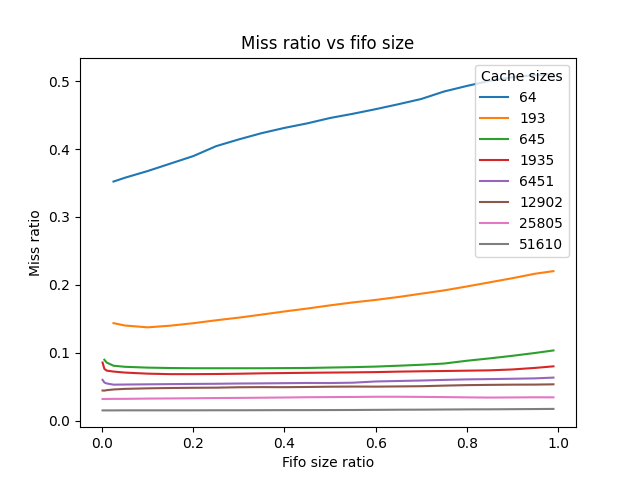 Miss ratio vs fifo size
Miss ratio
0.5
0.4
0.3
0.2
0.1
0.0
0.0 0.2 0.4 0.6 0.8 1.0
Fifo size ratio
Cache sizes
64
193
645
1935
6451
12902
25805
51610